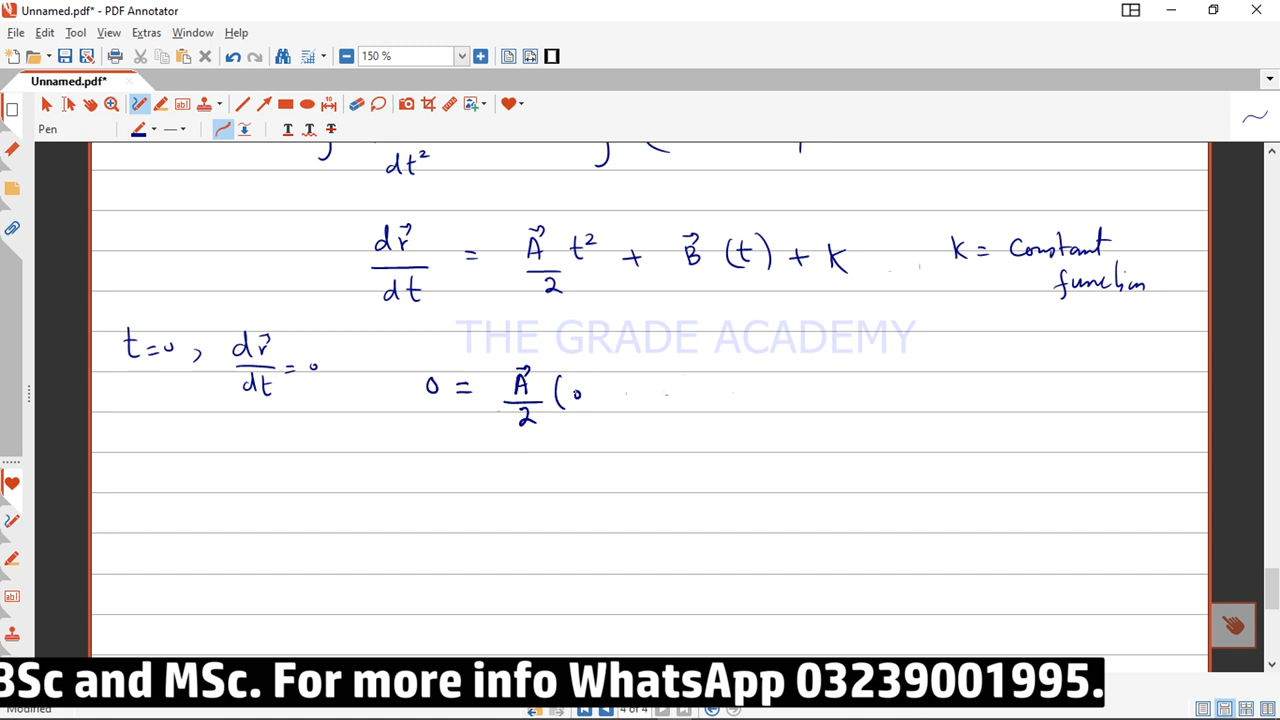 Unnamed.pdf* - PDF Annotator
File Edit Tool View Extras Window Help
150 %
Unnamed.pdf*
Pen
dt²
dr⃗/dt = A⃗/2 t² + B⃗ (t) + K K = Constant
function
THE GRADE ACADEMY
t=0, dr⃗/dt = 0
0 = A⃗/2 (0
BSc and MSc. For more info WhatsApp 03239001995.
Modified 4 of 4